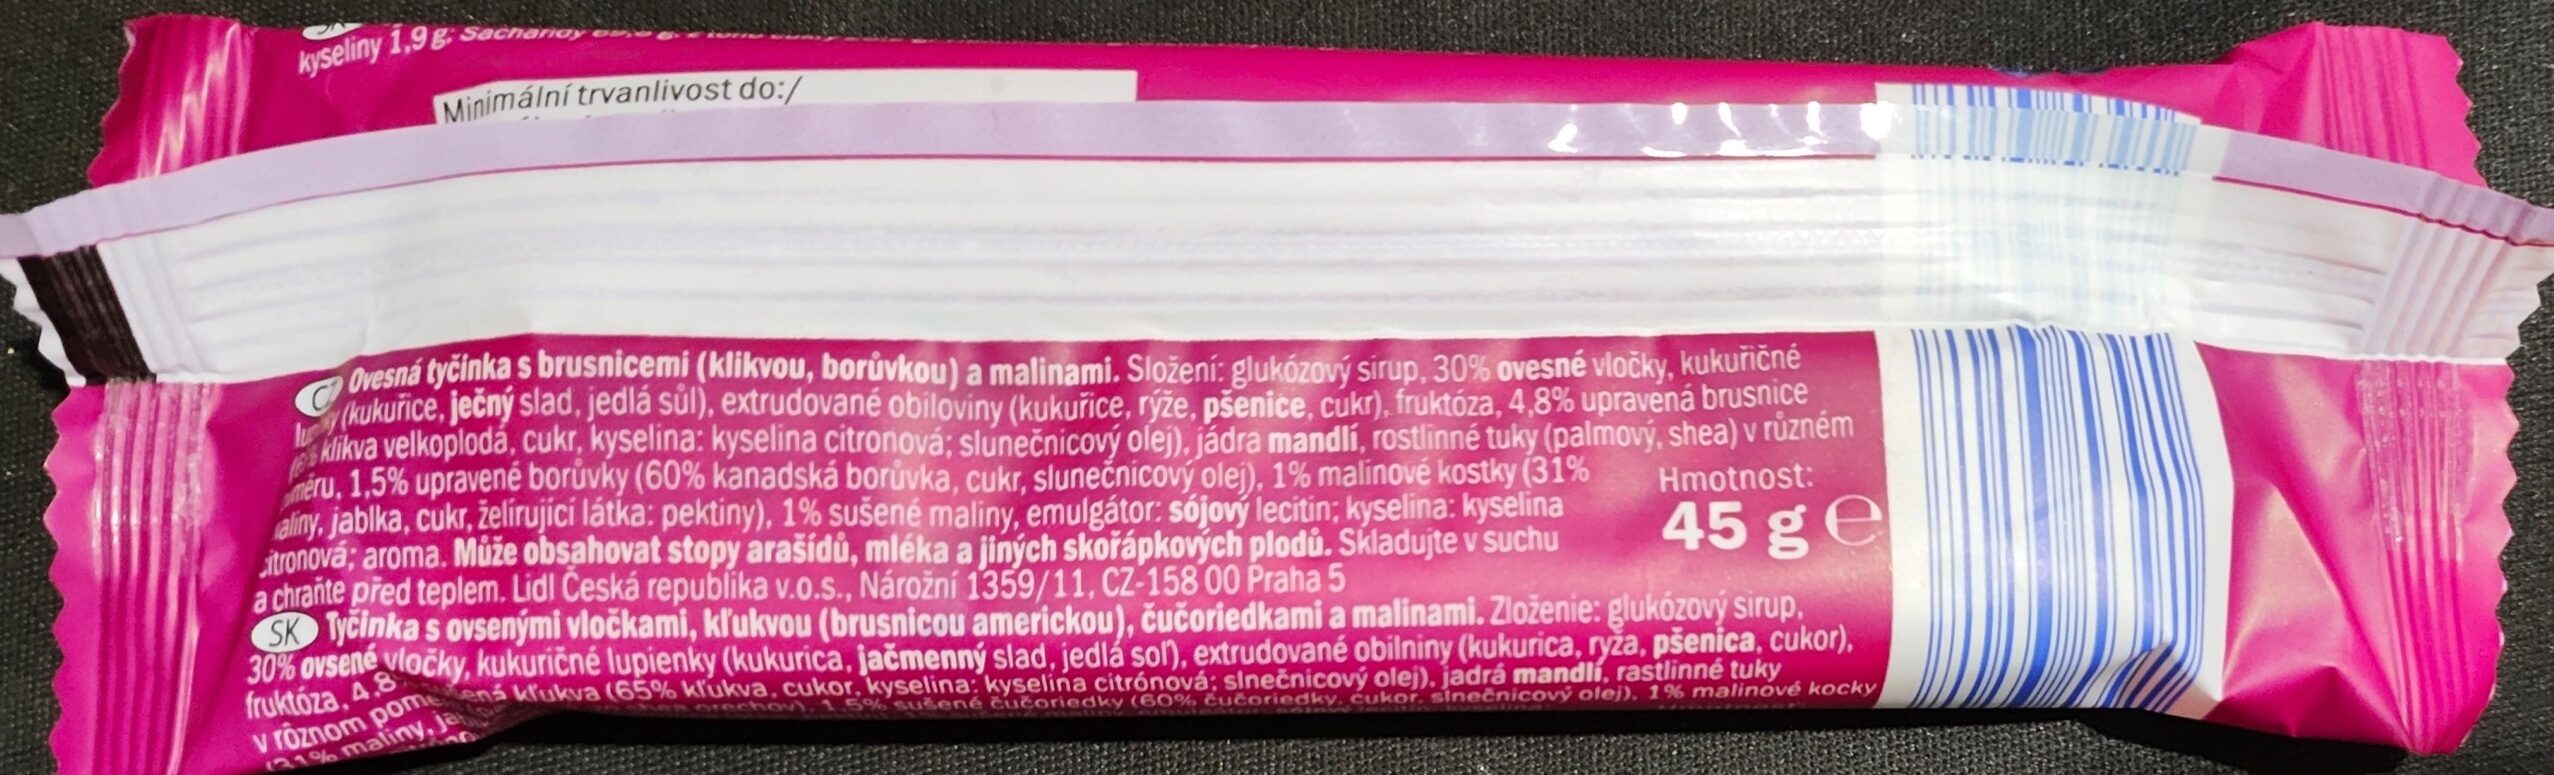 kyseliny 1,9 g. Sacharidy
Minimální trvanlivost do:/
CZ Ovesná tyčinka s brusnicemi (klikvou, borůvkou) a malinami. Složení: glukózový sirup, 30% ovesné vločky, kukuřičné
(kukuřice, ječný slad, jedlá sůl), extrudované obiloviny (kukuřice, rýže, pšenice, cukr), fruktóza, 4,8% upravená brusnice
klikva velkoplodá, cukr, kyselina: kyselina citronová; slunečnicový olej), jádra mandlí, rostlinné tuky (palmový, shea) v různém
1,5% upravené borůvky (60% kanadská borůvka, cukr, slunečnicový olej), 1% malinové kostky (31%
maliny, jablka, cukr, želírující látka: pektiny), 1% sušené maliny, emulgátor: sójový lecitin; kyselina: kyselina
citronová; aroma. Může obsahovat stopy arašídů, mléka a jiných skořápkových plodů. Skladujte v suchu
a chraňte před teplem. Lidl Česká republika v.o.s., Nárožní 1359/11, CZ-158 00 Praha 5
Hmotnost:
45 g ℮
SK Tyčinka s ovsenými vločkami, kľukvou (brusnicou americkou), čučoriedkami a malinami. Zloženie: glukózový sirup,
30% ovsené vločky, kukuričné lupienky (kukurica, jačmenný slad, jedlá soľ), extrudované obilniny (kukurica, ryža, pšenica, cukor),
fruktóza, 4,8 kľukva (65% kľukva, cukor, kyselina: kyselina citrónová; slnečnicový olej), jadrá mandlí, rastlinné tuky
v rôznom orechov), 1,5% sušené čučoriedky (60% čučoriedky, cukor, slnečnicový olej), 1% malinové kocky
(31% maliny,